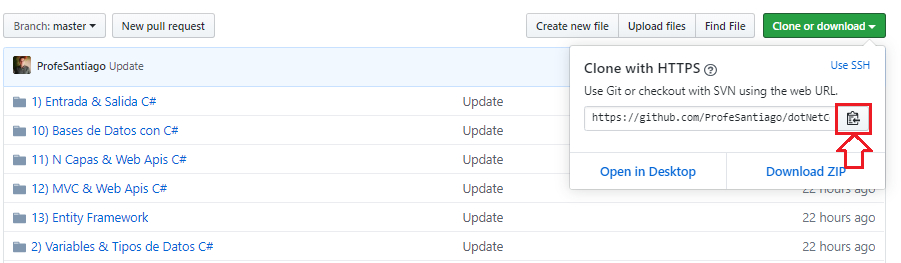 Branch: master New pull request Create new file Upload files Find File Clone or download
ProfeSantiago Update
Clone with HTTPS Use SSH
Use Git or checkout with SVN using the web URL.
https://github.com/ProfeSantiago/dotNetC
Open in Desktop Download ZIP
1) Entrada & Salida C# Update
10) Bases de Datos con C# Update
11) N Capas & Web Apis C# Update
12) MVC & Web Apis C# Update 22 hours ago
13) Entity Framework Update 22 hours ago
2) Variables & Tipos de Datos C# Update 22 hours ago